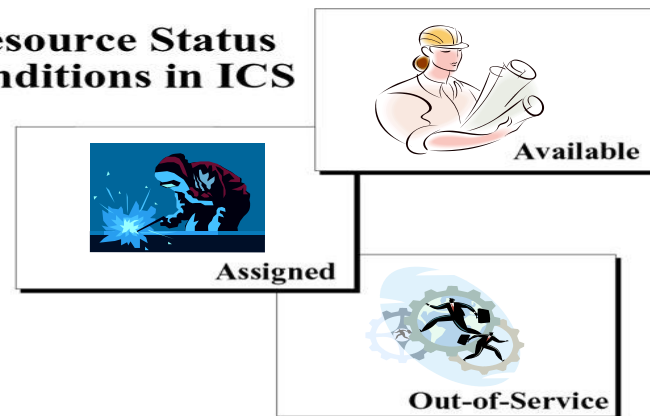 esource Status
nditions in ICS
Available
Assigned
Out-of-Service